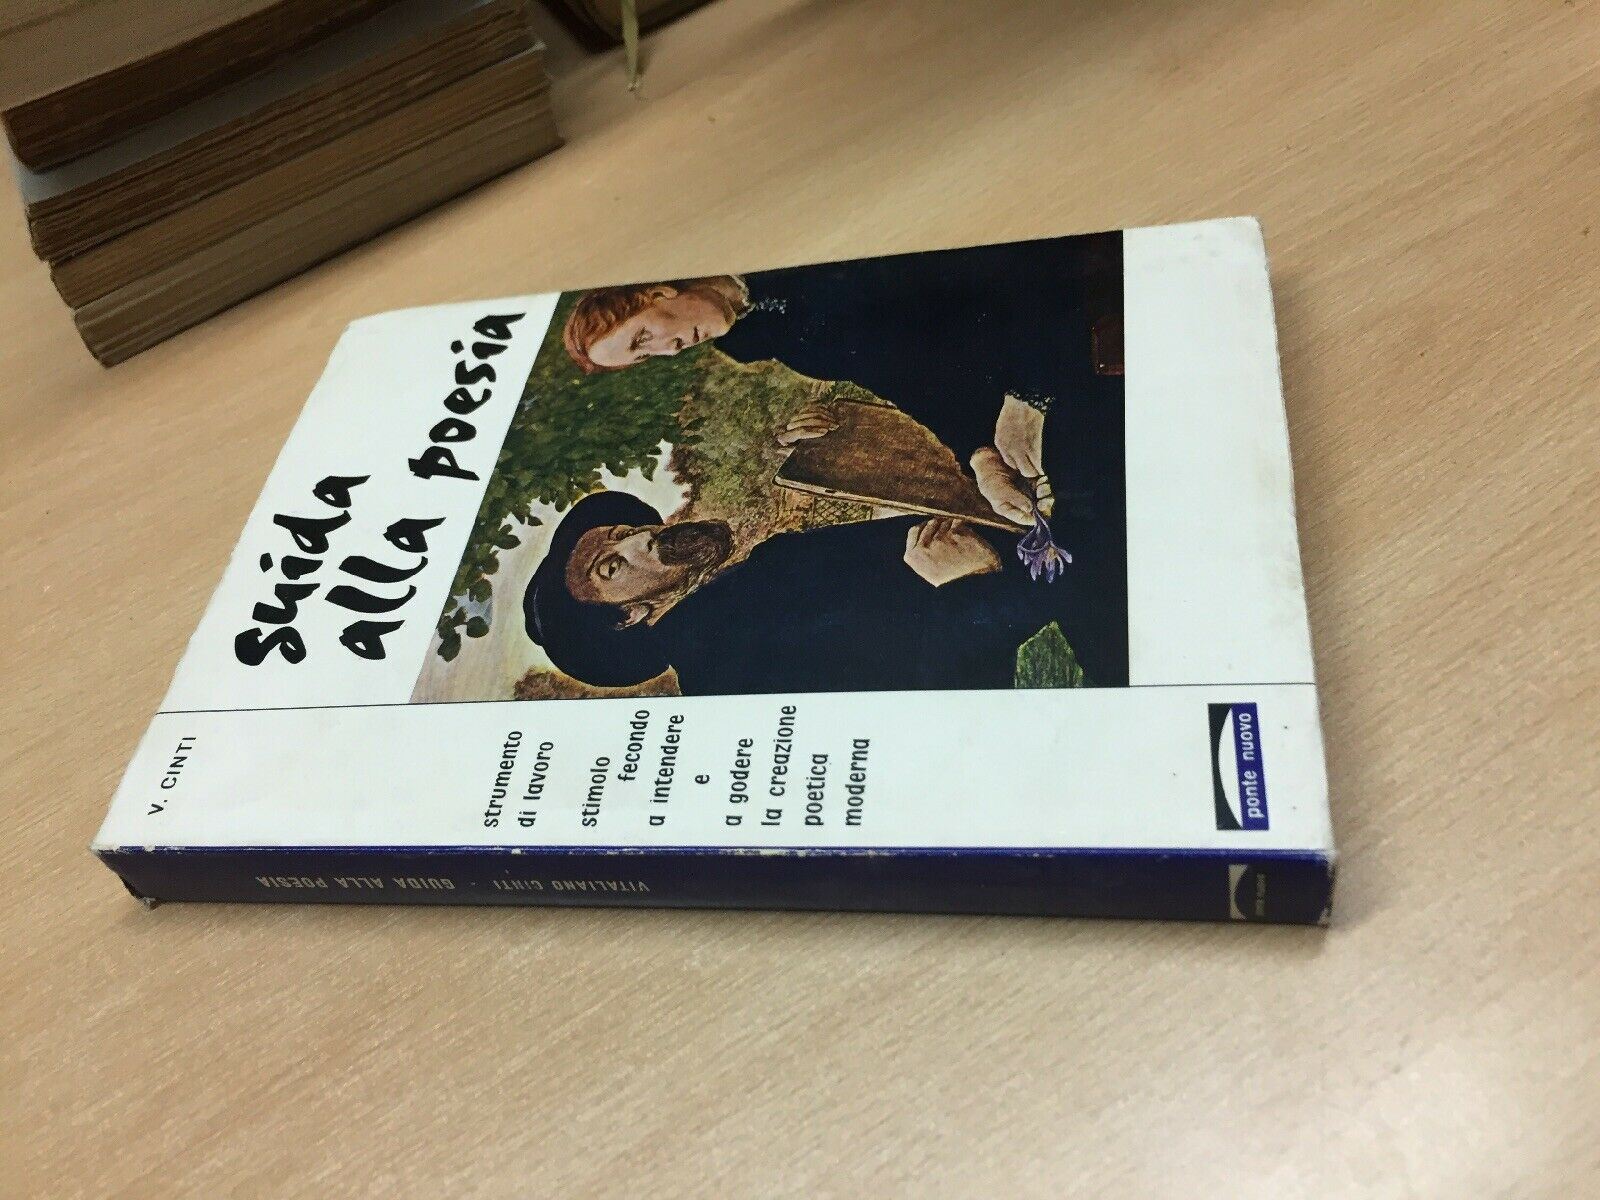 V. CINTI
guida
alla poesia
strumento
di lavoro
stimolo
fecondo
a intendere
e
a godere
la creazione
poetica
moderna
ponte nuovo
VITALIANO CINTI - GUIDA ALLA POESIA